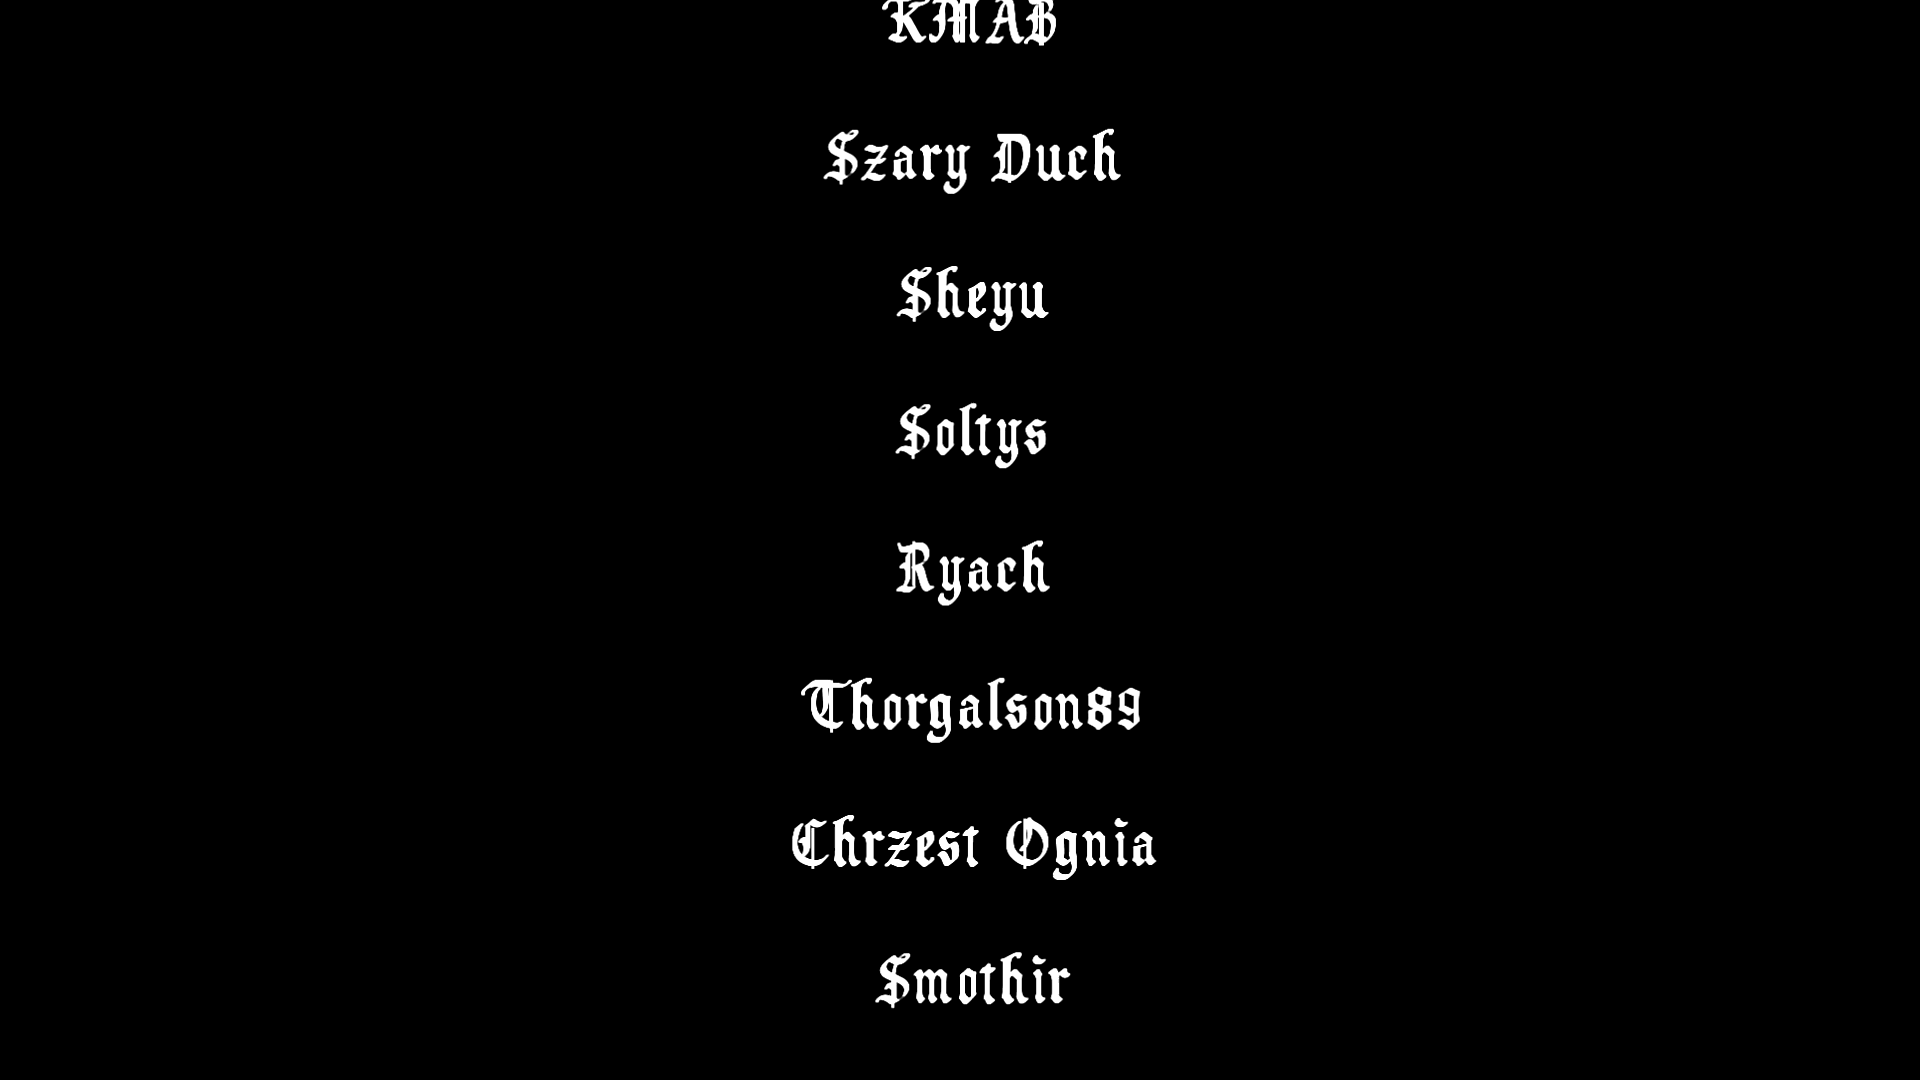 KMAB
Szary Duch
Sheyu
Soltys
Ryach
Thorgalson89
Chrzest Ognia
Smothir